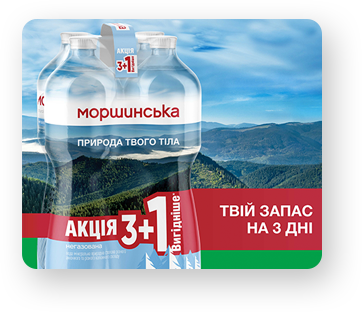 АКЦІЯ
3+1
моршинська
ПРИРОДА ТВОГО ТІЛА
АКЦІЯ 3+1
Вигідніше
негазована
ТВІЙ ЗАПАС
НА 3 ДНІ